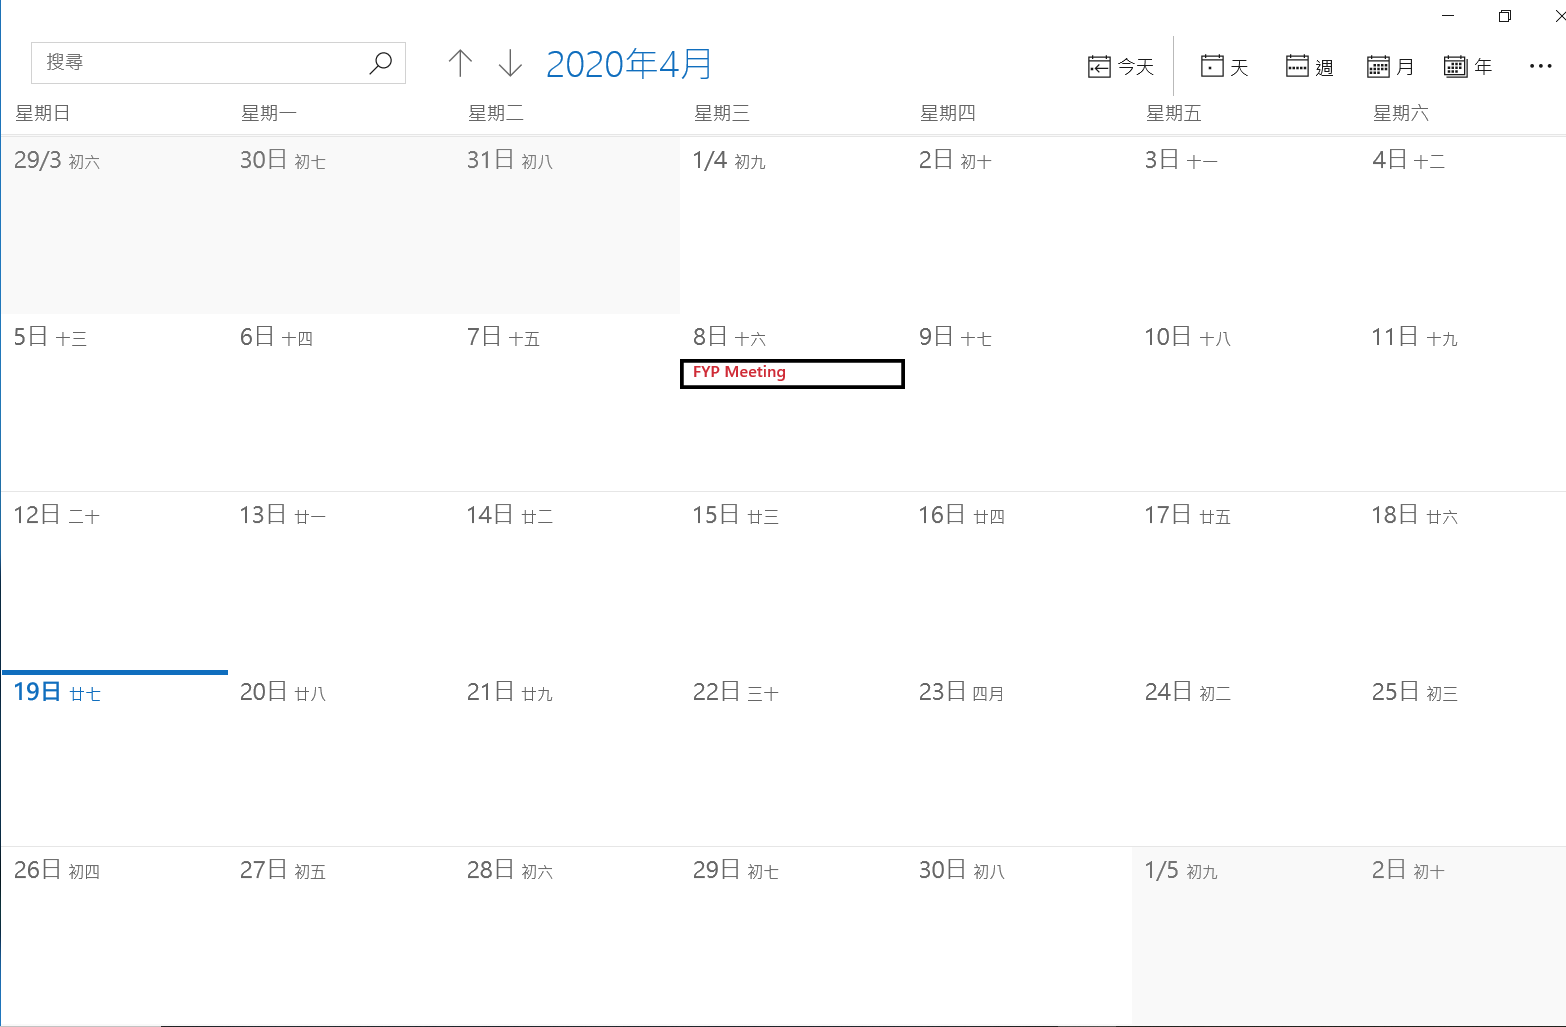 搜尋 2020年4月 今天 天 週 月 年
星期日 星期一 星期二 星期三 星期四 星期五 星期六
29/3 初六 30日 初七 31日 初八 1/4 初九 2日 初十 3日 十一 4日 十二
5日 十三 6日 十四 7日 十五 8日 十六 9日 十七 10日 十八 11日 十九
FYP Meeting
12日 二十 13日 廿一 14日 廿二 15日 廿三 16日 廿四 17日 廿五 18日 廿六
19日 廿七 20日 廿八 21日 廿九 22日 三十 23日 四月 24日 初二 25日 初三
26日 初四 27日 初五 28日 初六 29日 初七 30日 初八 1/5 初九 2日 初十